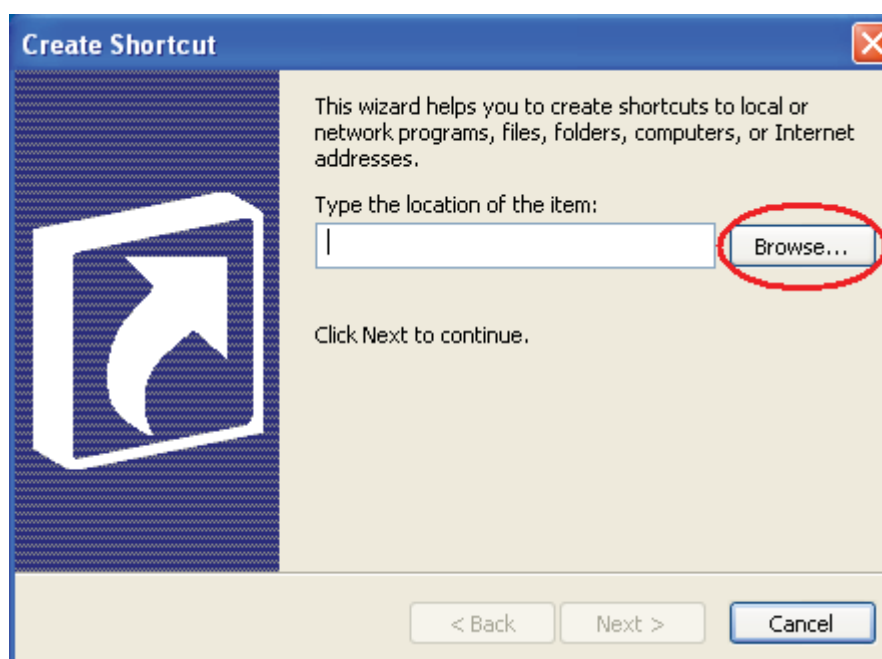 Create Shortcut
This wizard helps you to create shortcuts to local or
network programs, files, folders, computers, or Internet
addresses.
Type the location of the item:
Browse...
Click Next to continue.
< Back
Next >
Cancel